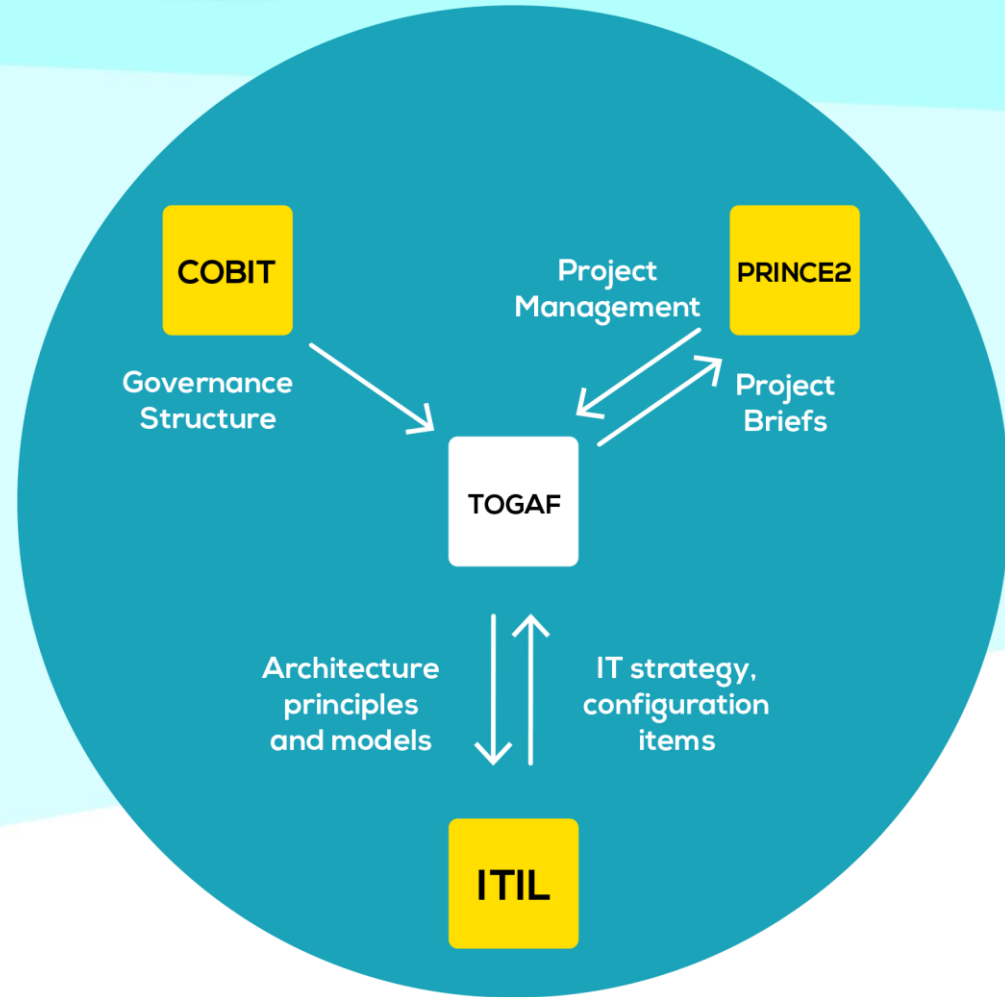 COBIT
PRINCE2
Project
Management
Governance
Structure
Project
Briefs
TOGAF
Architecture
principles
and models
IT strategy,
configuration
items
ITIL